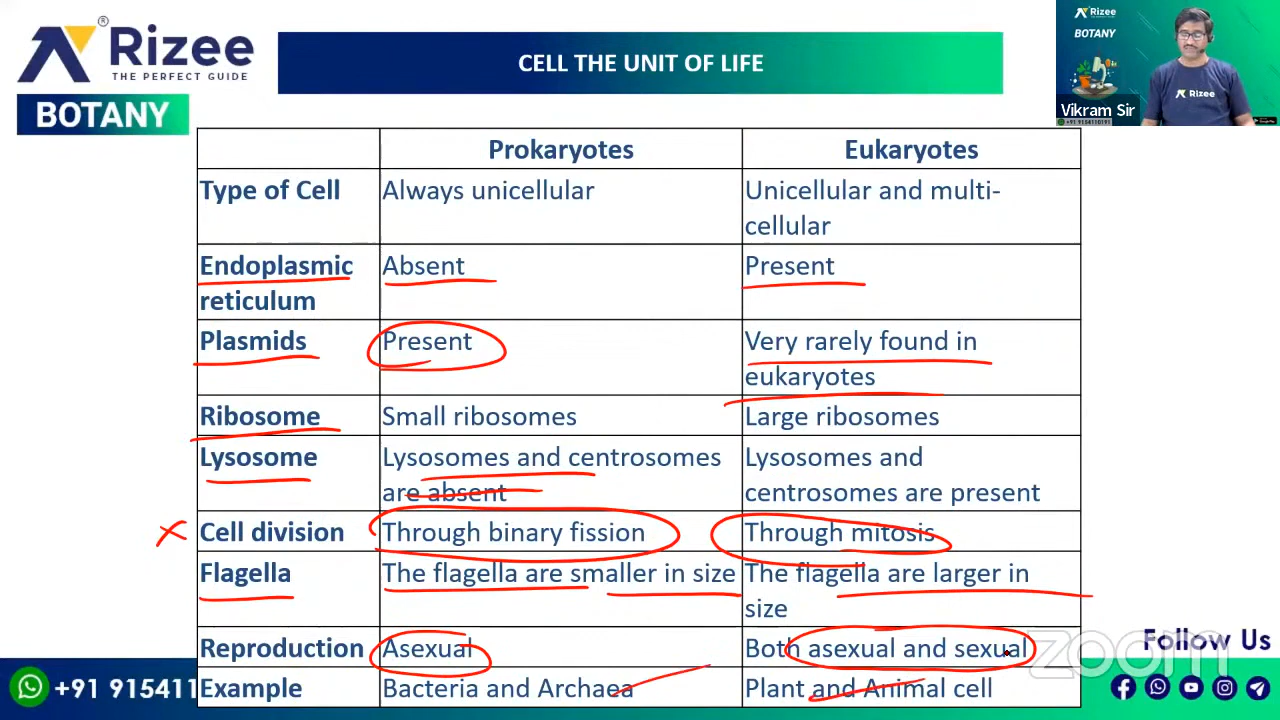 Rizee®
THE PERFECT GUIDE
BOTANY
CELL THE UNIT OF LIFE
Rizee
BOTANY
Rizee
Vikram Sir
+91 9154110191
Prokaryotes Eukaryotes
Type of Cell Always unicellular Unicellular and multi-
cellular
Endoplasmic Absent Present
reticulum
Plasmids Present Very rarely found in
eukaryotes
Ribosome Small ribosomes Large ribosomes
Lysosome Lysosomes and centrosomes Lysosomes and
are absent centrosomes are present
Cell division Through binary fission Through mitosis
Flagella The flagella are smaller in size The flagella are larger in
size
Reproduction Asexual Both asexual and sexual
Example Bacteria and Archaea Plant and Animal cell
+91 91541
zoom
Follow Us